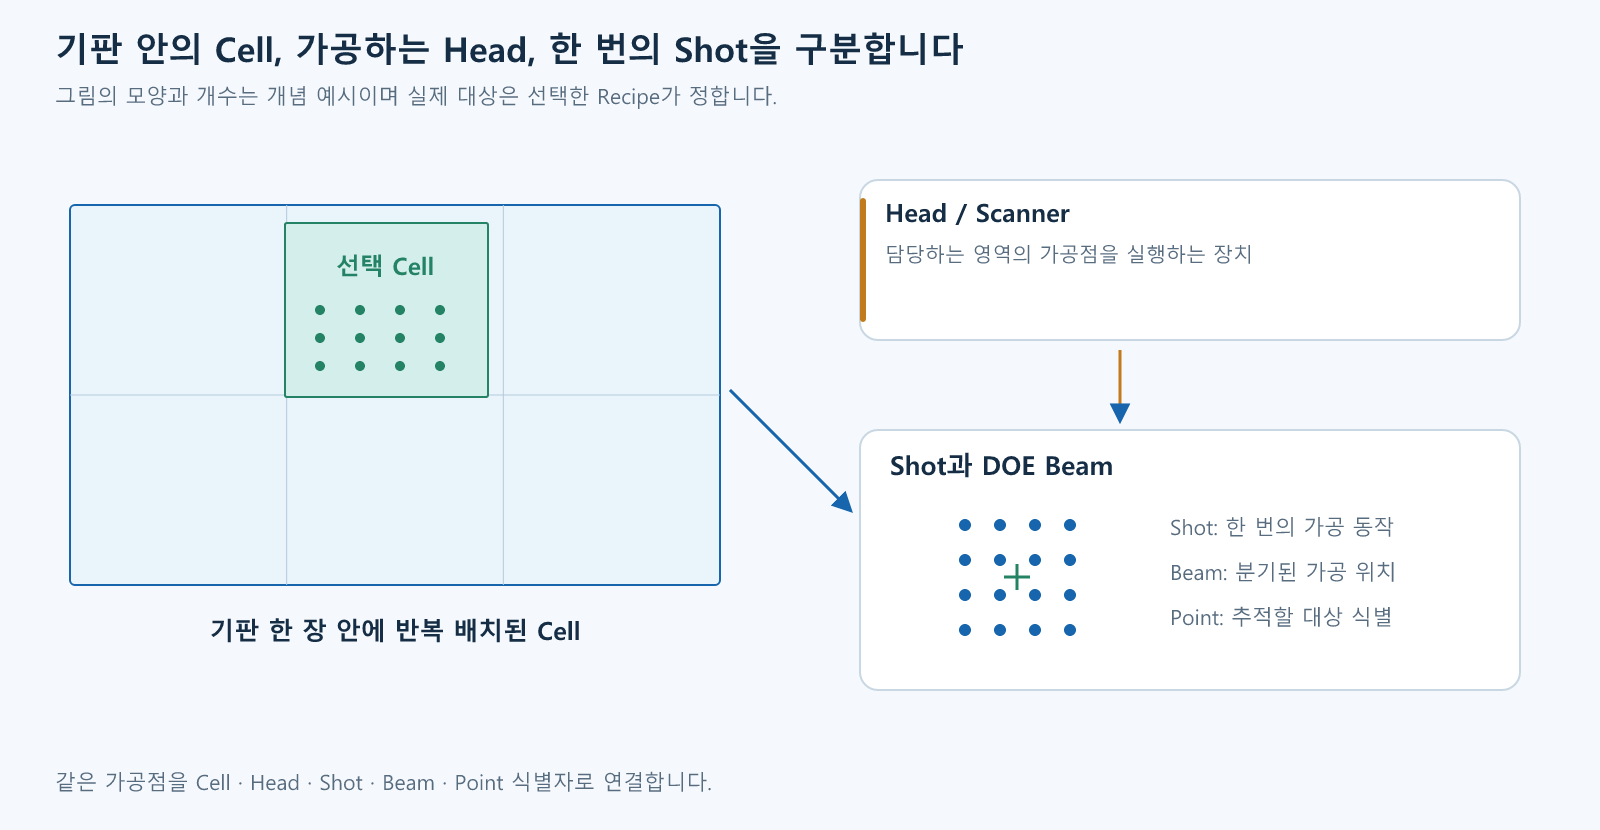 기판 안의 Cell, 가공하는 Head, 한 번의 Shot을 구분합니다
그림의 모양과 개수는 개념 예시이며 실제 대상은 선택한 Recipe가 정합니다.
선택 Cell
기판 한 장 안에 반복 배치된 Cell
Head / Scanner
담당하는 영역의 가공점을 실행하는 장치
Shot과 DOE Beam
Shot: 한 번의 가공 동작
Beam: 분기된 가공 위치
Point: 추적할 대상 식별
같은 가공점을 Cell · Head · Shot · Beam · Point 식별자로 연결합니다.